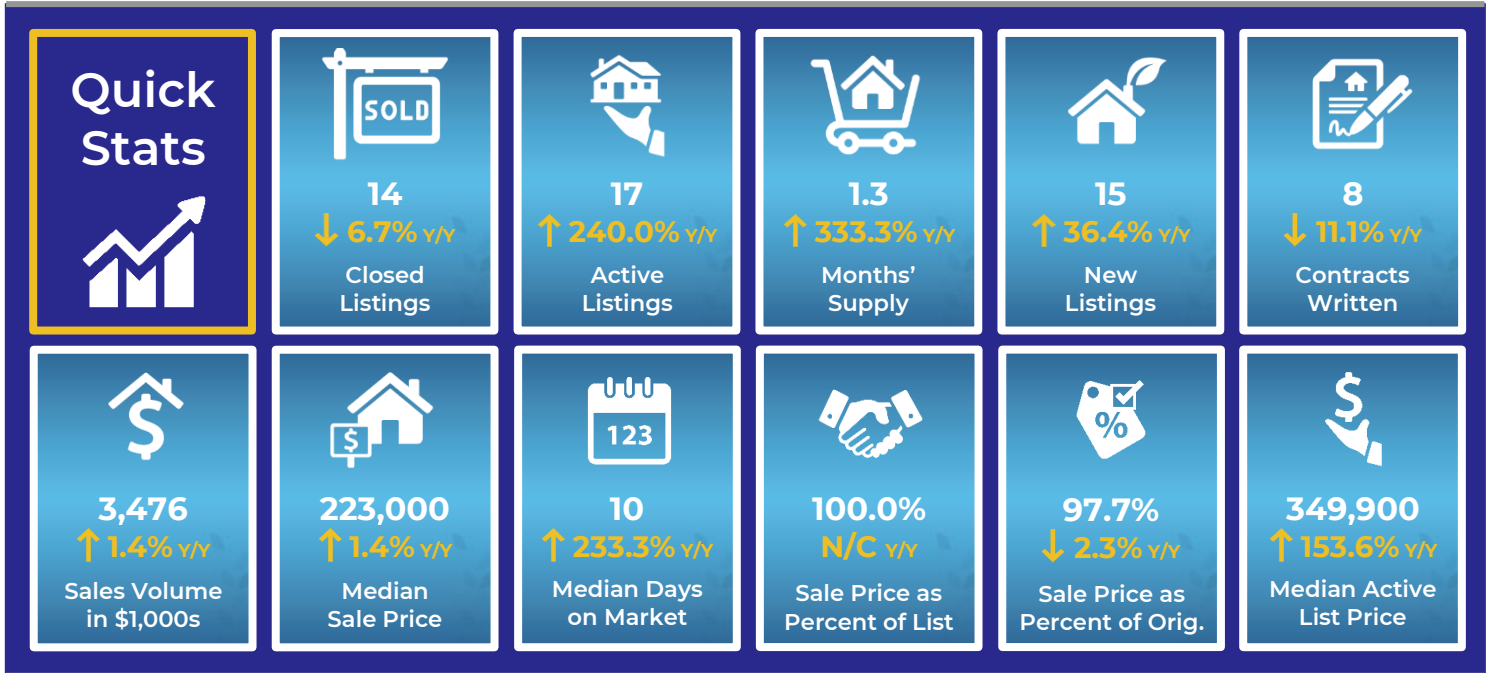 Quick
Stats
SOLD
14
↓ 6.7% Y/Y
Closed
Listings
17
↑ 240.0% Y/Y
Active
Listings
1.3
↑ 333.3% Y/Y
Months’
Supply
15
↑ 36.4% Y/Y
New
Listings
8
↓ 11.1% Y/Y
Contracts
Written
$
3,476
↑ 1.4% Y/Y
Sales Volume
in $1,000s
$
223,000
↑ 1.4% Y/Y
Median
Sale Price
123
10
↑ 233.3% Y/Y
Median Days
on Market
100.0%
N/C Y/Y
Sale Price as
Percent of List
%
97.7%
↓ 2.3% Y/Y
Sale Price as
Percent of Orig.
$
349,900
↑ 153.6% Y/Y
Median Active
List Price